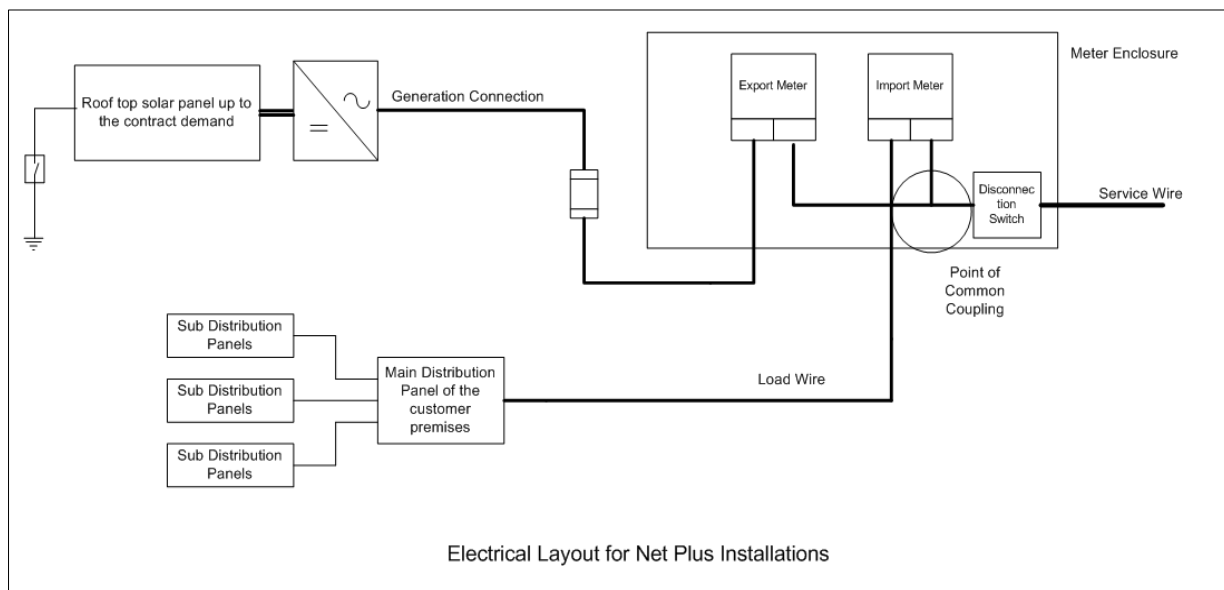 Meter Enclosure
Export Meter
Import Meter
Roof top solar panel up to
the contract demand
Generation Connection
Disconnec
tion
Switch
Service Wire
Point of
Common
Coupling
Sub Distribution
Panels
Sub Distribution
Panels
Sub Distribution
Panels
Main Distribution
Panel of the
customer
premises
Load Wire
Electrical Layout for Net Plus Installations